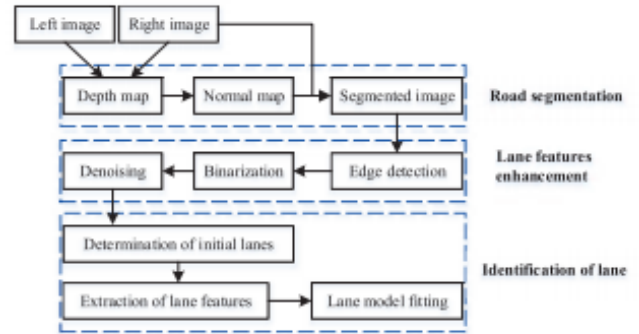 Left image
Right image
Depth map
Normal map
Segmented image
Road segmentation
Denoising
Binarization
Edge detection
Lane features
enhancement
Determination of initial lanes
Extraction of lane features
Lane model fitting
Identification of lane